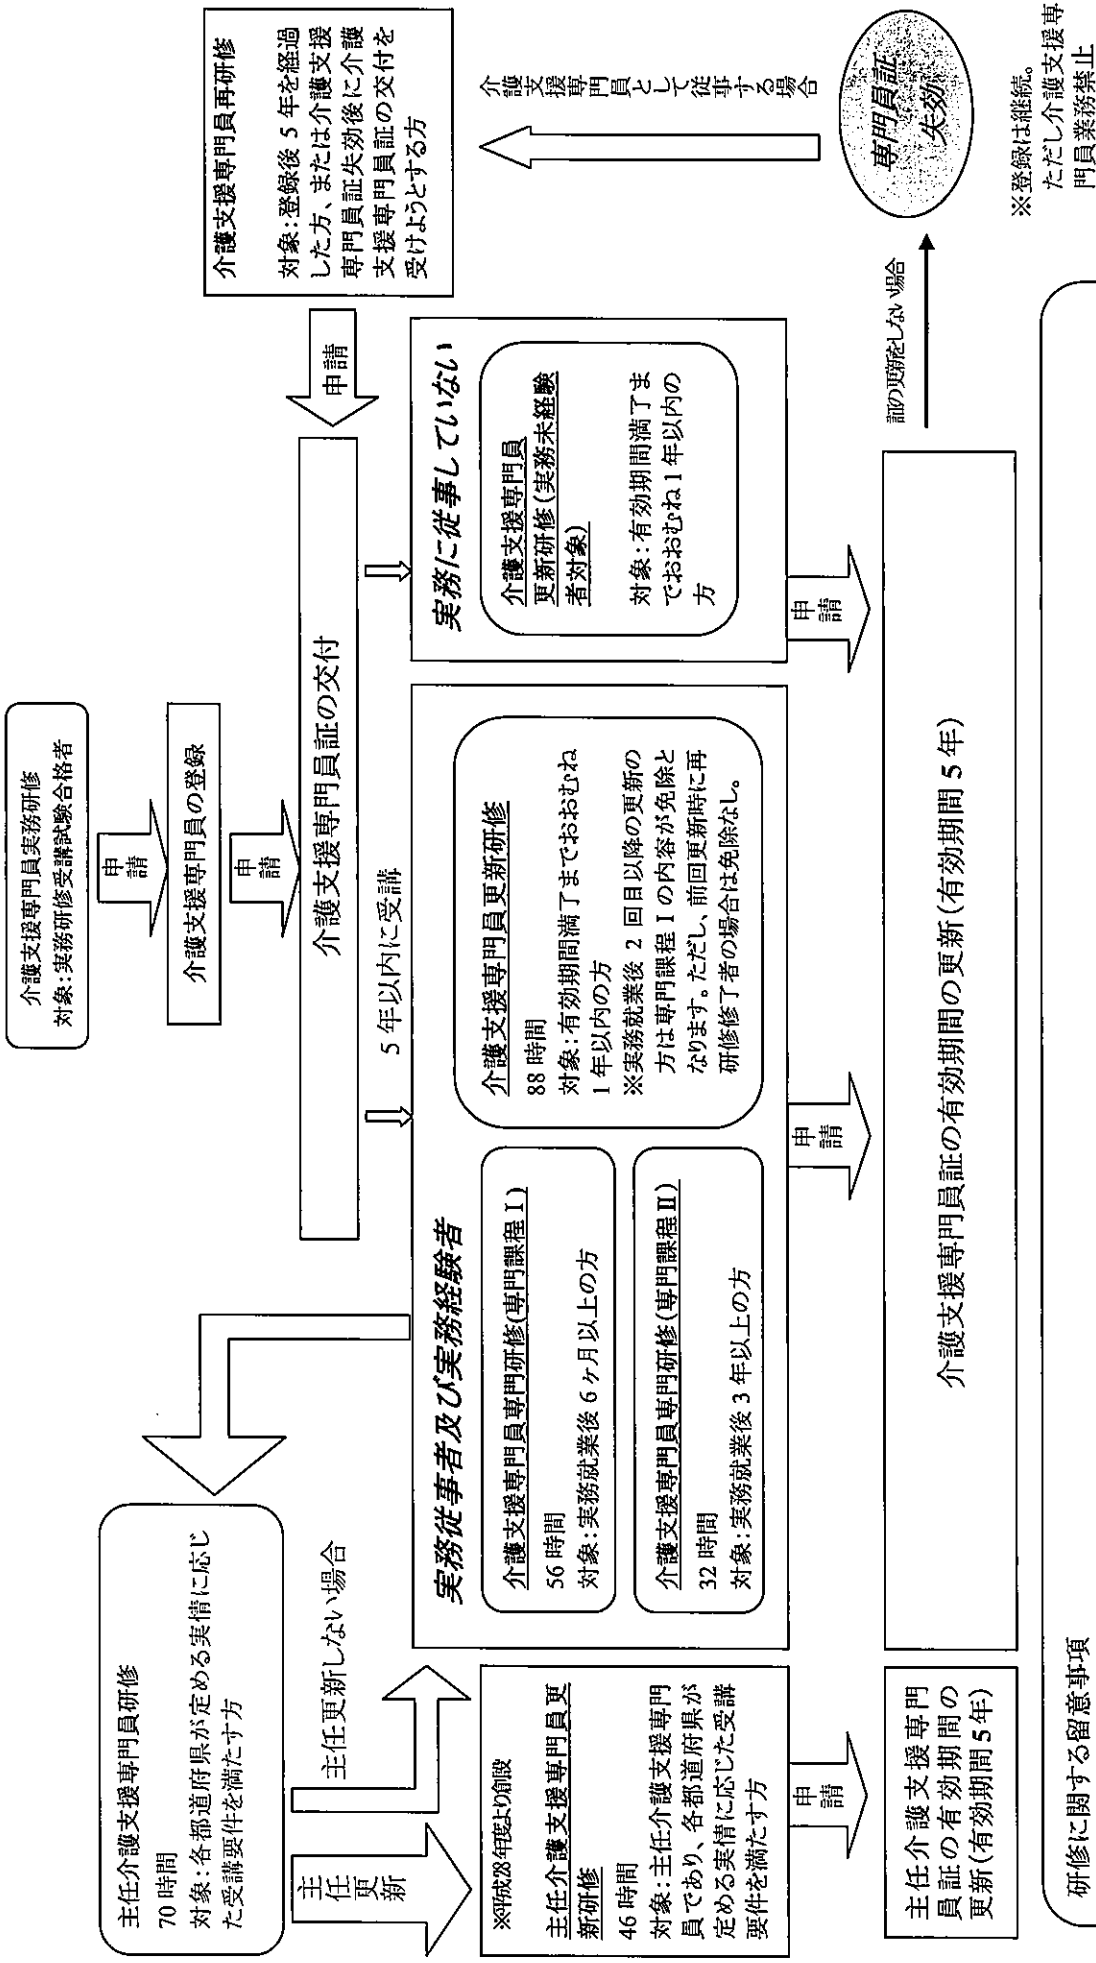 介護支援専門員実務研修
対象：実務研修受講試験合格者
申請
介護支援専門員の登録
申請
介護支援専門員証の交付
5年以内に受講
申請
介護支援専門員再研修
対象：登録後5年を経過
した方、または介護支援
専門員証失効後に介護
支援専門員証の交付を
受けようとする方
主任介護支援専門員研修
70時間
対象：各都道府県が定める実情に応じ
た受講要件を満たす方
主任更新
主任更新しない場合
※平成28年度より創設
主任介護支援専門員更
新研修
46時間
対象：主任介護支援専門
員であり、各都道府県が
定める実情に応じた受講
要件を満たす方
申請
主任介護支援専門
員証の有効期間の
更新（有効期間5年）
実務従事者及び実務経験者
介護支援専門員専門研修（専門課程Ⅰ）
56時間
対象：実務就業後6ヶ月以上の方
介護支援専門員専門研修（専門課程Ⅱ）
32時間
対象：実務就業後3年以上の方
介護支援専門員更新研修
88時間
対象：有効期間満了までおおむね
1年以内の方
※実務就業後2回目以降の更新の
方は専門課程Ⅰの内容が免除と
なります。ただし、前回更新時に再
研修修了者の場合は免除なし。
申請
実務に従事していない
介護支援専門員
更新研修（実務未経験
者対象）
対象：有効期間満了ま
でおおむね1年以内の
方
申請
介護支援専門員証の有効期間の更新（有効期間5年）
証の更新をしない場合
専門員証
失効
介護支援専門員として従事する場合
※登録は継続。
ただし介護支援専
門員業務禁止
研修に関する留意事項